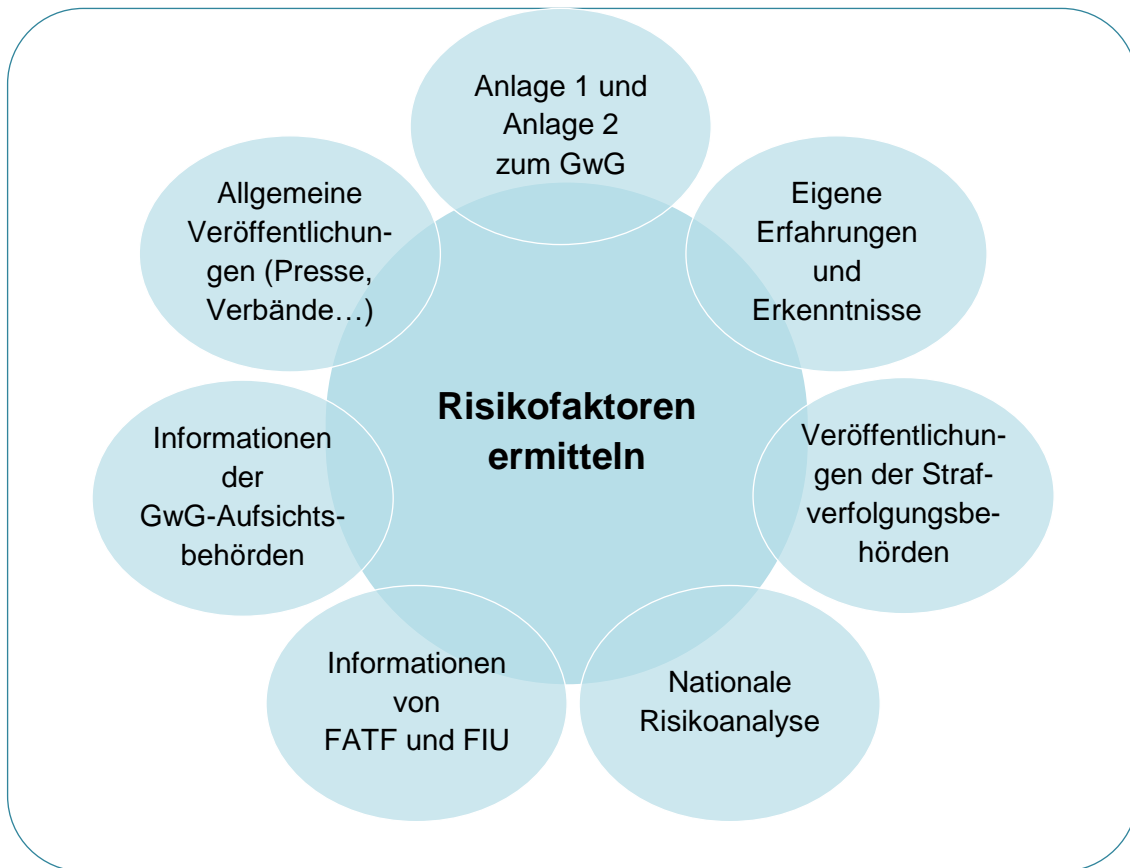 Anlage 1 und
Anlage 2
zum GwG
Eigene
Erfahrungen
und
Erkenntnisse
Veröffentlichun-
gen der Straf-
verfolgungsbe-
hörden
Nationale
Risikoanalyse
Informationen
von
FATF und FIU
Informationen
der
GwG-Aufsichts-
behörden
Allgemeine
Veröffentlichun-
gen (Presse,
Verbände…)
Risikofaktoren
ermitteln